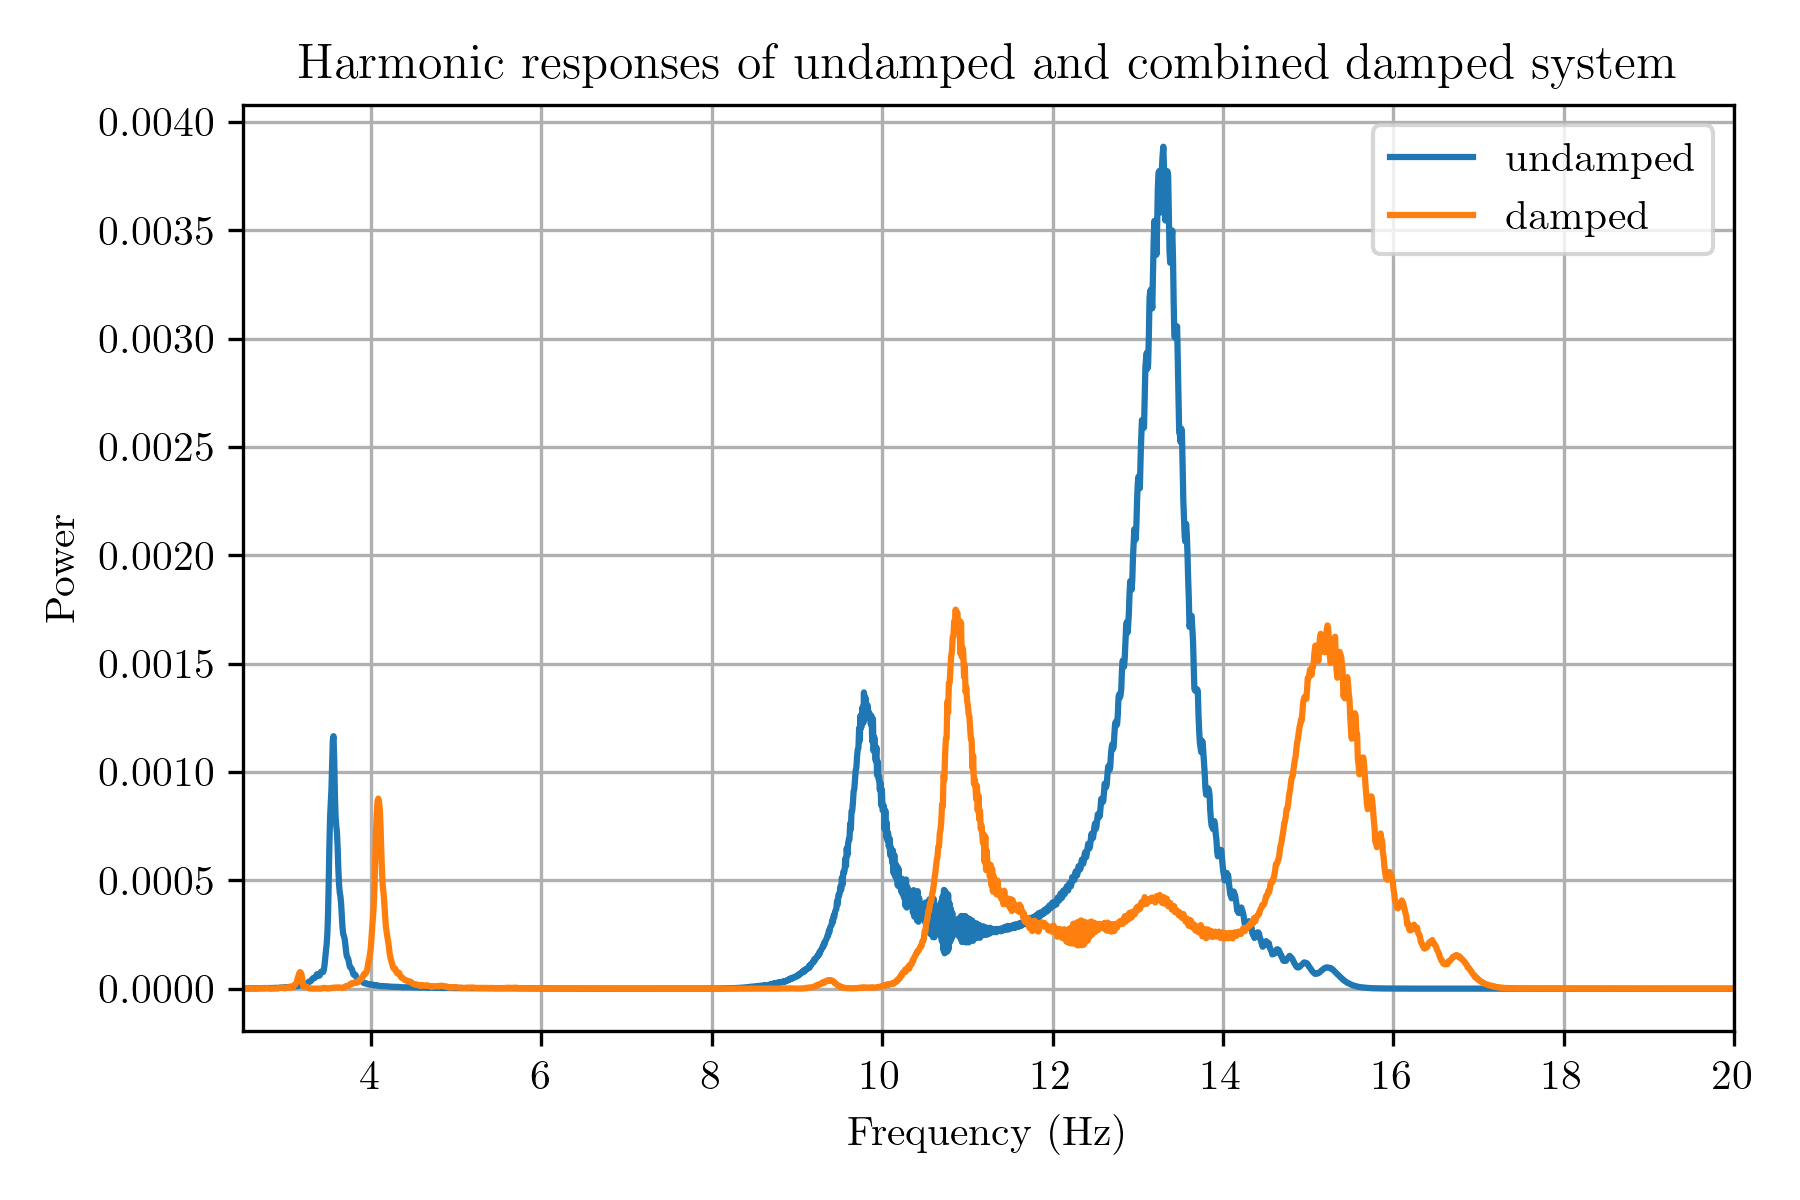 Harmonic responses of undamped and combined damped system
undamped
damped
0.0040
0.0035
0.0030
0.0025
0.0020
0.0015
0.0010
0.0005
0.0000
Power
4 6 8 10 12 14 16 18 20
Frequency (Hz)